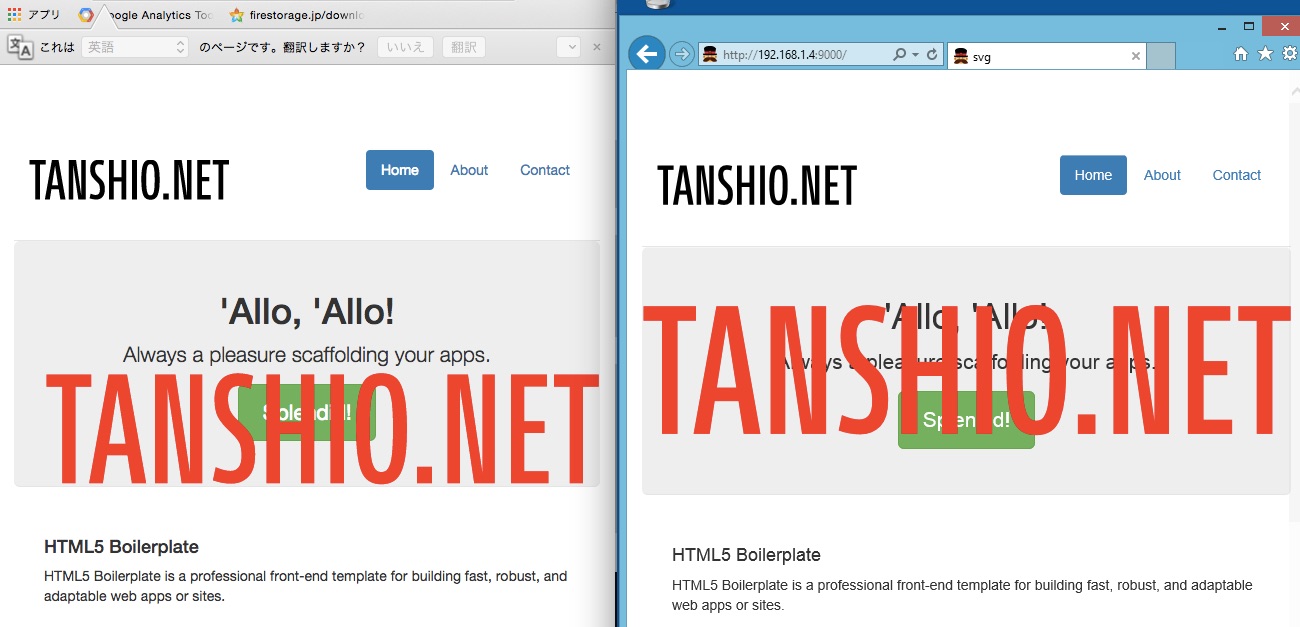 アプリ
oogle Analytics Too
firestorage.jp/downlo
これは 英語 のページです。翻訳しますか？ いいえ 翻訳
TANSHIO.NET
Home About Contact
'Allo, 'Allo!
Always a pleasure scaffolding your apps.
Splendid!
TANSHIO.NET
HTML5 Boilerplate
HTML5 Boilerplate is a professional front-end template for building fast, robust, and
adaptable web apps or sites.
http://192.168.1.4:9000/
svg
TANSHIO.NET
Home About Contact
'Allo, 'Allo!
Always a pleasure scaffolding your apps.
Splendid!
TANSHIO.NET
HTML5 Boilerplate
HTML5 Boilerplate is a professional front-end template for building fast, robust, and adaptable
web apps or sites.